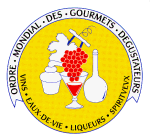 ORDRE • MONDIAL • DES • GOURMETS • DÉGUSTATEURS
VINS • EAUX-DE-VIE • LIQUEURS • SPIRITUEUX